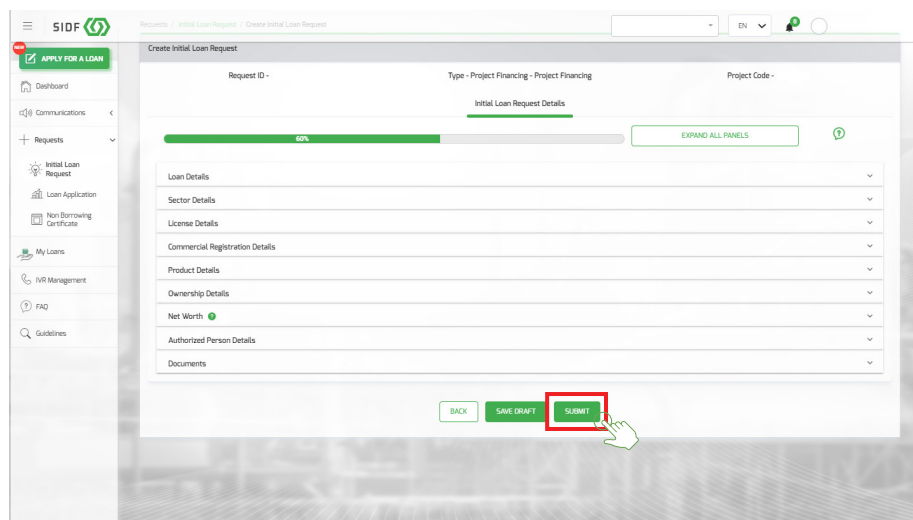 SIDF
Requests / Initial Loan Request / Create Initial Loan Request
EN
0
NEW
APPLY FOR A LOAN
Dashboard
Communications
Requests
Initial Loan
Request
Loan Application
Non Borrowing
Certificate
My Loans
IVR Management
FAQ
Guidelines
Create Initial Loan Request
Request ID -
Type - Project Financing - Project Financing
Project Code -
Initial Loan Request Details
60%
EXPAND ALL PANELS
Loan Details
Sector Details
License Details
Commercial Registration Details
Product Details
Ownership Details
Net Worth
Authorized Person Details
Documents
BACK
SAVE DRAFT
SUBMIT